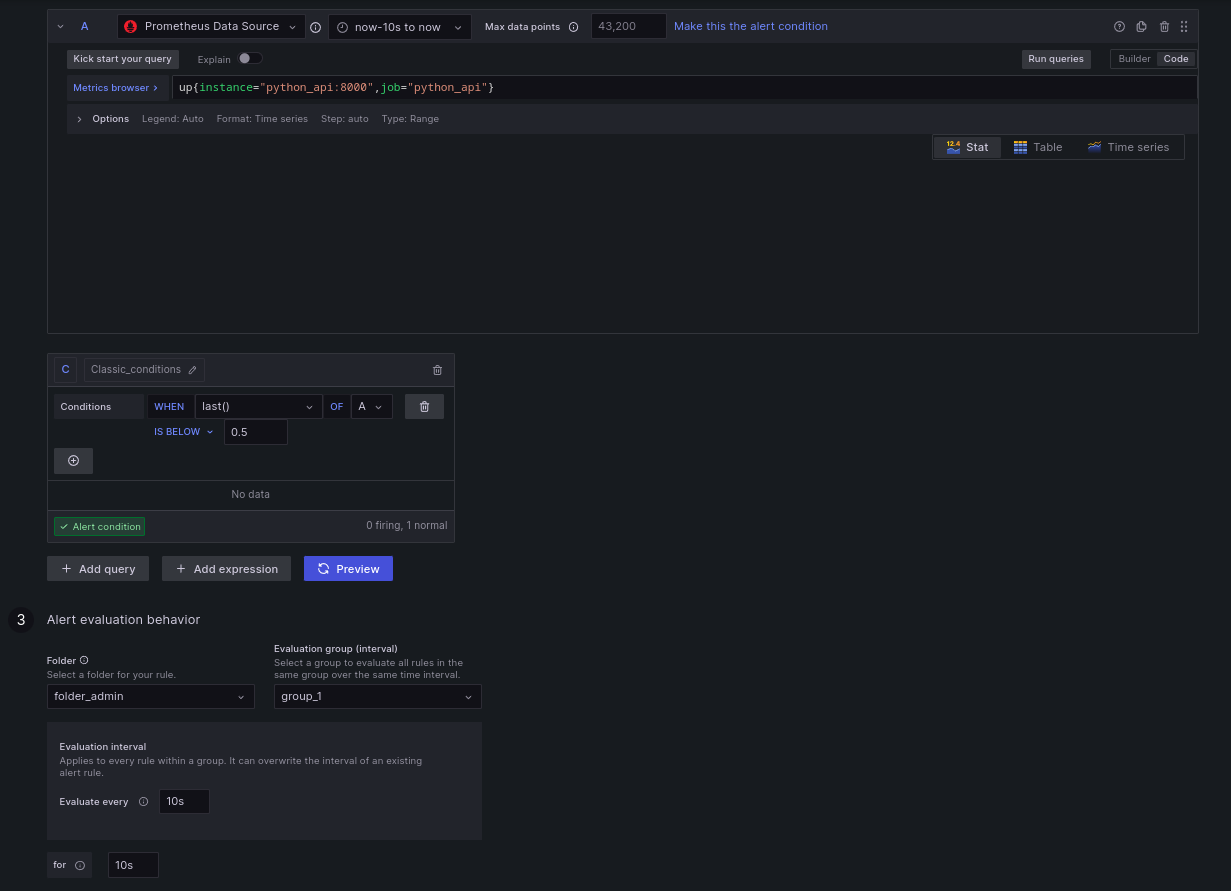 A Prometheus Data Source now-10s to now Max data points 43,200 Make this the alert condition
Kick start your query Explain Run queries Builder Code
Metrics browser > up{instance="python_api:8000",job="python_api"}
> Options Legend: Auto Format: Time series Step: auto Type: Range
12.4 Stat Table Time series
C Classic_conditions
Conditions WHEN last() OF A
IS BELOW 0.5
No data
Alert condition 0 firing, 1 normal
+ Add query + Add expression Preview
3 Alert evaluation behavior
Folder
Select a folder for your rule.
folder_admin
Evaluation group (interval)
Select a group to evaluate all rules in the
same group over the same time interval.
group_1
Evaluation interval
Applies to every rule within a group. It can overwrite the interval of an existing
alert rule.
Evaluate every 10s
for 10s